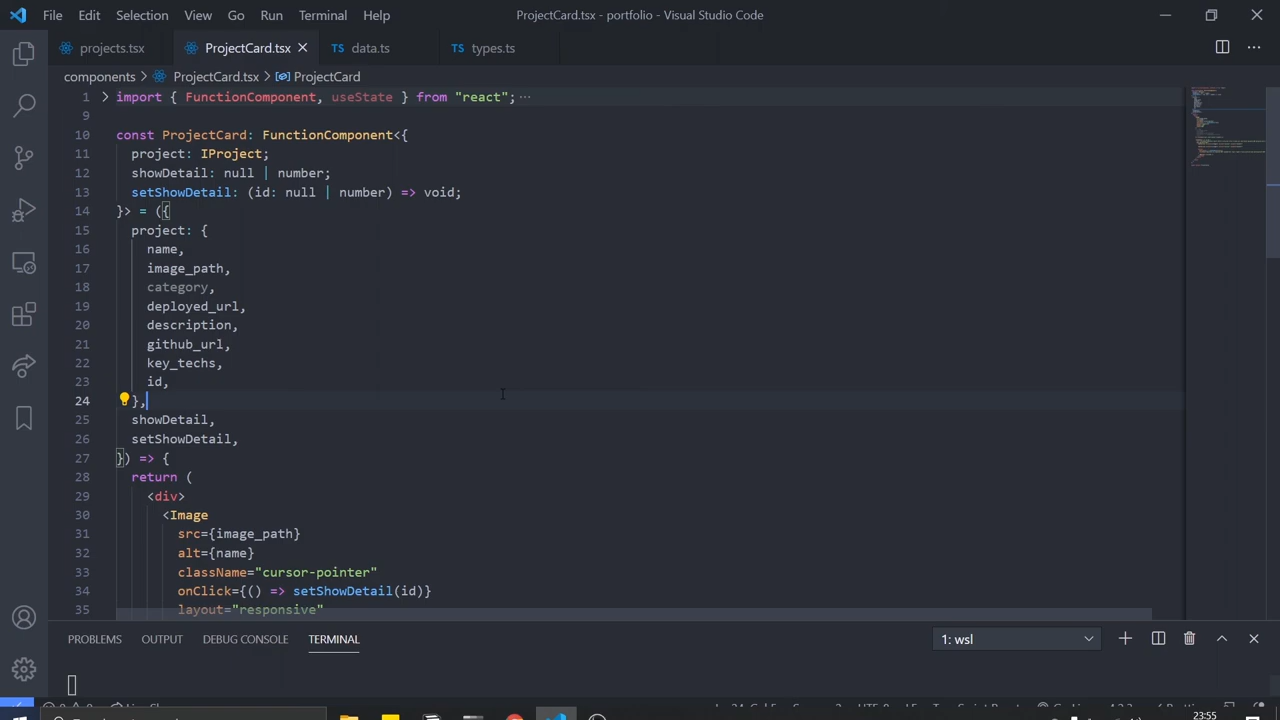 File Edit Selection View Go Run Terminal Help ProjectCard.tsx - portfolio - Visual Studio Code
projects.tsx ProjectCard.tsx TS data.ts TS types.ts
components > ProjectCard.tsx > ProjectCard
1 import { FunctionComponent, useState } from "react"; ...
9
10 const ProjectCard: FunctionComponent<{
11 project: IProject;
12 showDetail: null | number;
13 setShowDetail: (id: null | number) => void;
14 }> = ({
15 project: {
16 name,
17 image_path,
18 category,
19 deployed_url,
20 description,
21 github_url,
22 key_techs,
23 id,
24 },
25 showDetail,
26 setShowDetail,
27 }) => {
28 return (
29 <div>
30 <Image
31 src={image_path}
32 alt={name}
33 className="cursor-pointer"
34 onClick={() => setShowDetail(id)}
35 layout="responsive"
PROBLEMS OUTPUT DEBUG CONSOLE TERMINAL 1: wsl
23:55